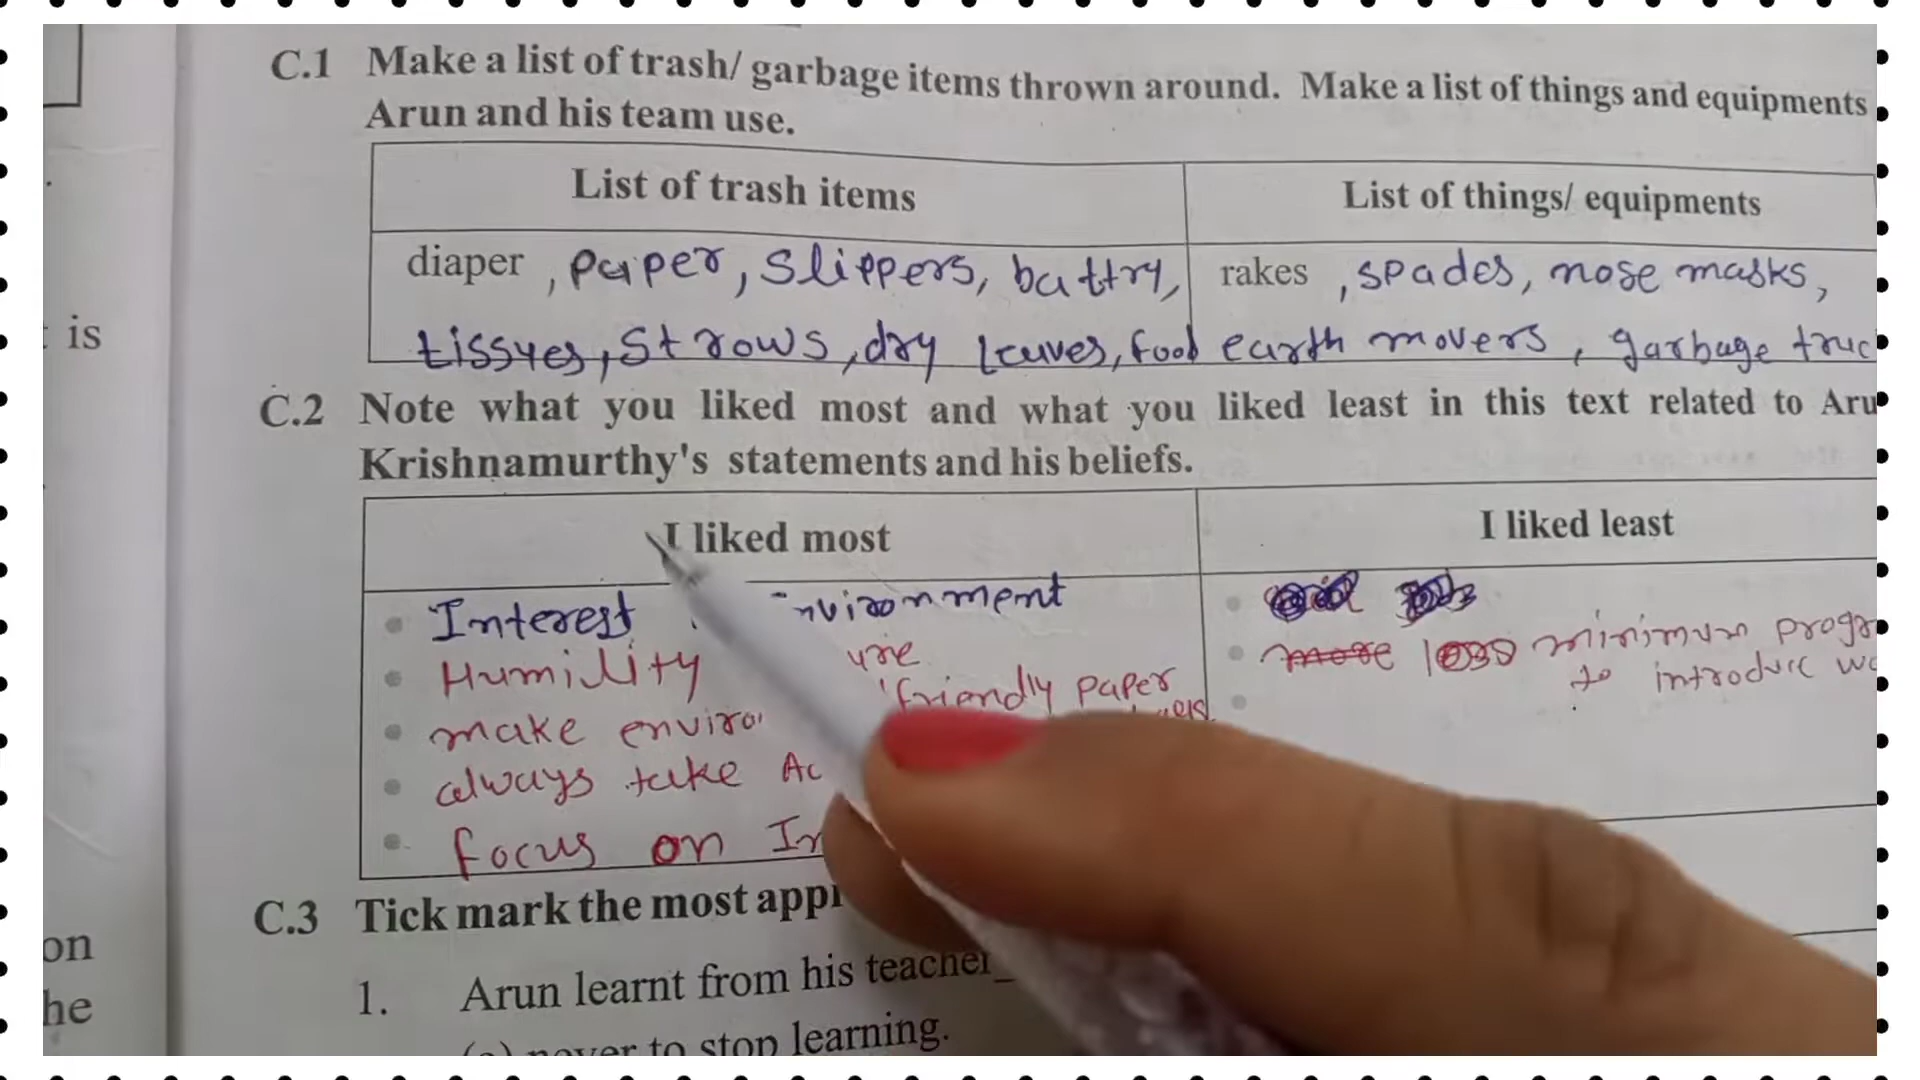 C.1 Make a list of trash/ garbage items thrown around. Make a list of things and equipments
Arun and his team use.
List of trash items
List of things/ equipments
diaper , paper, slippers, battry,
rakes , spades, nose masks,
tissyes, strows, dry leaves, food
earth movers, garbage truc
is
C.2 Note what you liked most and what you liked least in this text related to Aru
Krishnamurthy's statements and his beliefs.
I liked most
I liked least
Interest nvironment
Humility
friendly paper
make enviro
minimum progr
to introduce
always take Ac
focus on In
C.3 Tick mark the most app
on
he
1. Arun learnt from his teacher
(a) never to stop learning.